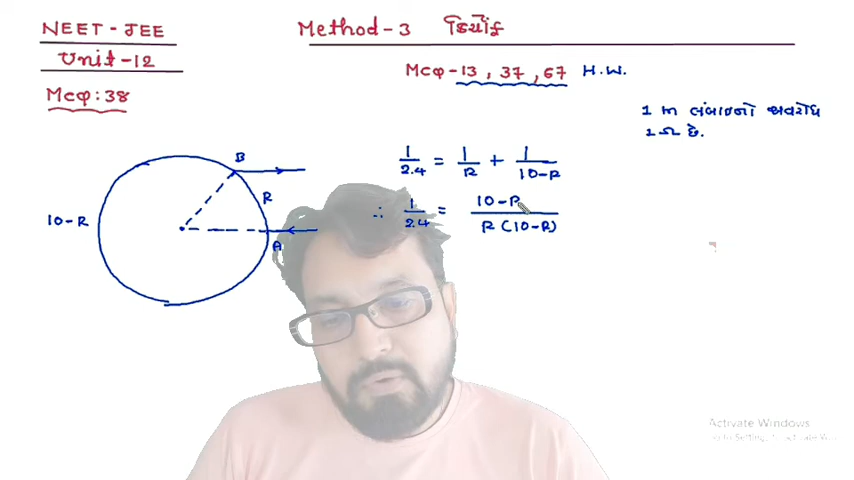 NEET - JEE
Unit-12
Mcq : 38
Method-3
Mcq -13 , 37 , 67 H.W.
1 m લંબાઈનો અવરોધ
1Ω છે.
B
R
10-R
A
1/2.4 = 1/R + 1/10-R
∴ 1/2.4 = 10-R/R(10-R)
Activate Windows